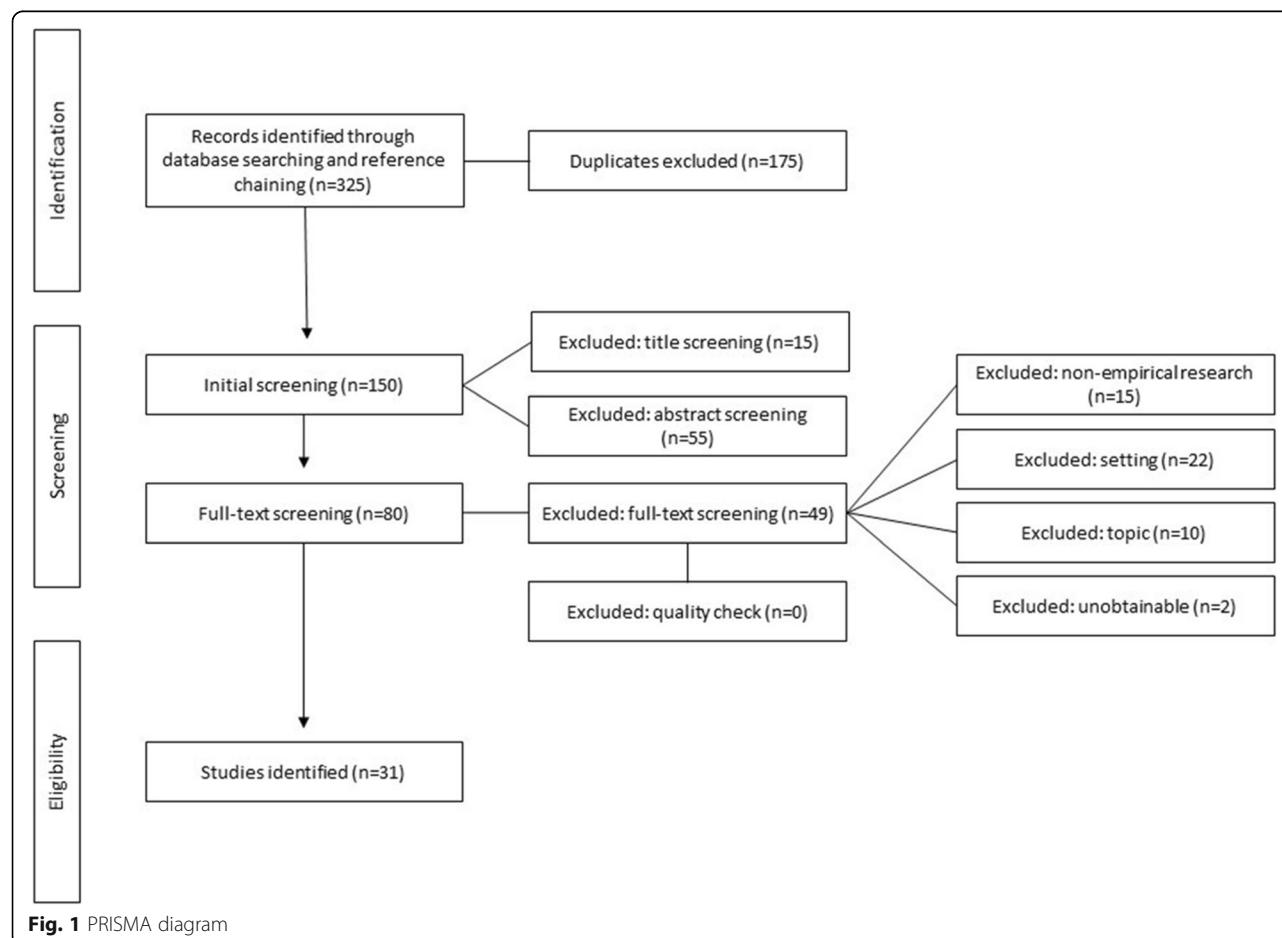 Identification
Records identified through
database searching and reference
chaining (n=325)
Duplicates excluded (n=175)
Screening
Initial screening (n=150)
Excluded: title screening (n=15)
Excluded: abstract screening
(n=55)
Full-text screening (n=80)
Excluded: full-text screening (n=49)
Excluded: quality check (n=0)
Excluded: non-empirical research
(n=15)
Excluded: setting (n=22)
Excluded: topic (n=10)
Excluded: unobtainable (n=2)
Eligibility
Studies identified (n=31)
Fig. 1 PRISMA diagram